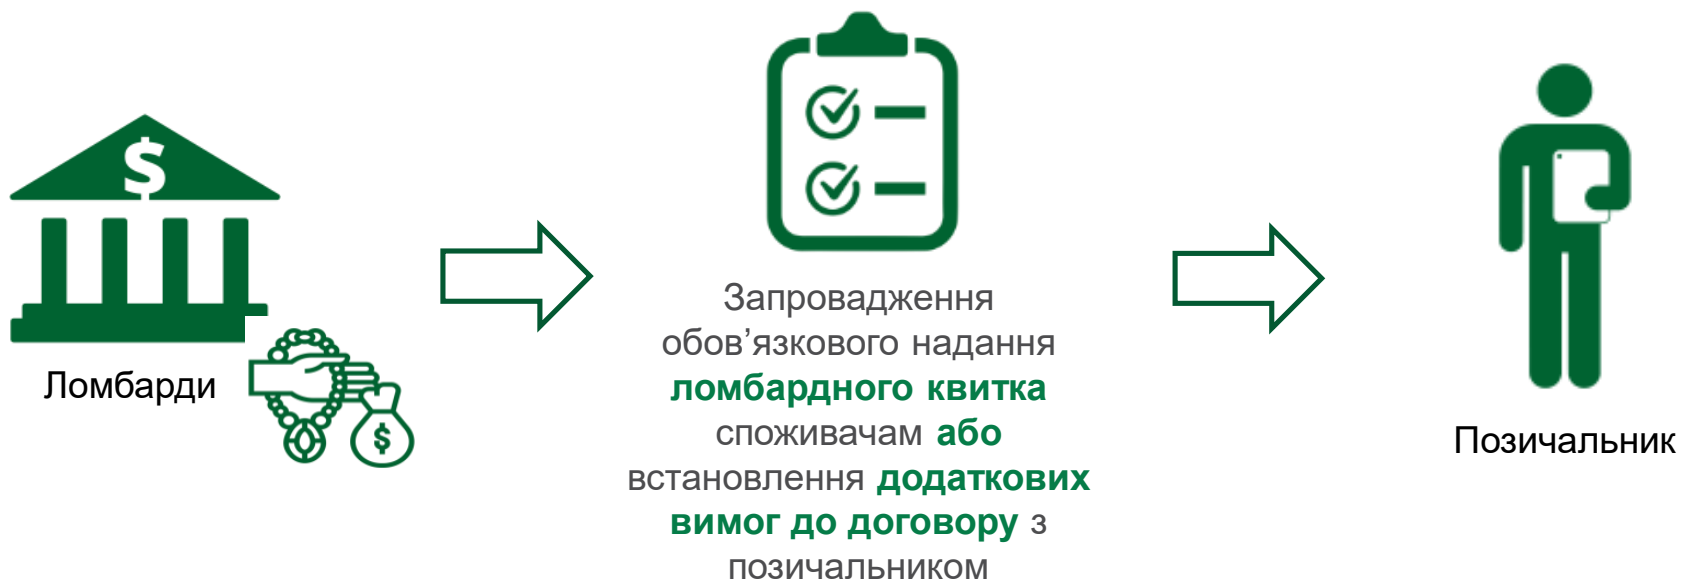 $
Ломбарди
$
Запровадження
обов’язкового надання
ломбардного квитка
споживачам або
встановлення додаткових
вимог до договору з
позичальником
Позичальник